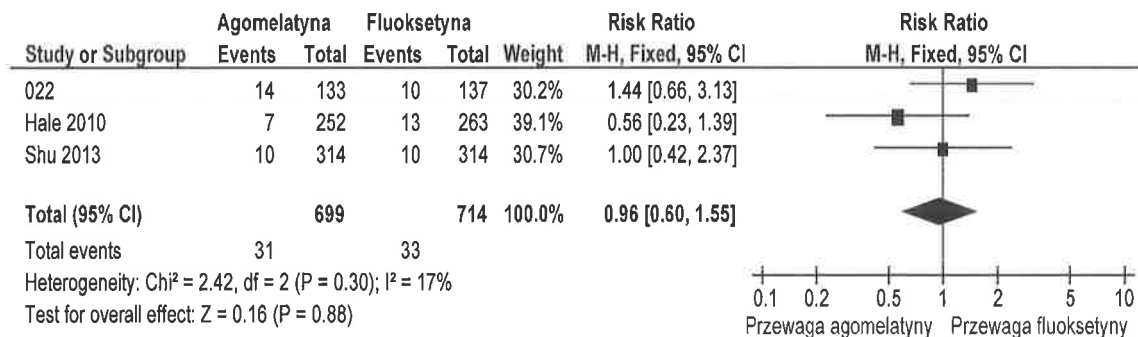 Agomelatyna Fluoksetyna Risk Ratio Risk Ratio
Study or Subgroup Events Total Events Total Weight M-H, Fixed, 95% CI M-H, Fixed, 95% CI
022 14 133 10 137 30.2% 1.44 [0.66, 3.13]
Hale 2010 7 252 13 263 39.1% 0.56 [0.23, 1.39]
Shu 2013 10 314 10 314 30.7% 1.00 [0.42, 2.37]
Total (95% CI) 699 714 100.0% 0.96 [0.60, 1.55]
Total events 31 33
Heterogeneity: Chi² = 2.42, df = 2 (P = 0.30); I² = 17%
Test for overall effect: Z = 0.16 (P = 0.88)
0.1 0.2 0.5 1 2 5 10
Przewaga agomelatyny Przewaga fluoksetyny